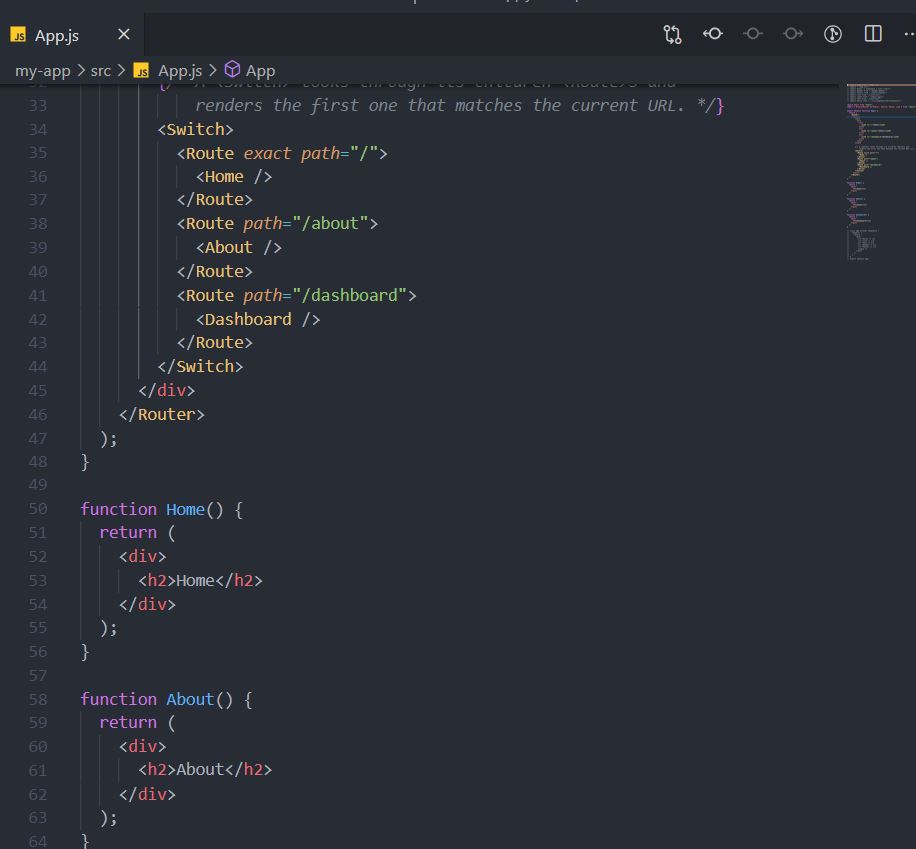 JS App.js ×
my-app > src > JS App.js > App
{/* A <Switch> looks through its children <Route>s and
33 renders the first one that matches the current URL. */}
34 <Switch>
35 <Route exact path="/">
36 <Home />
37 </Route>
38 <Route path="/about">
39 <About />
40 </Route>
41 <Route path="/dashboard">
42 <Dashboard />
43 </Route>
44 </Switch>
45 </div>
46 </Router>
47 );
48 }
49
50 function Home() {
51 return (
52 <div>
53 <h2>Home</h2>
54 </div>
55 );
56 }
57
58 function About() {
59 return (
60 <div>
61 <h2>About</h2>
62 </div>
63 );
64 }